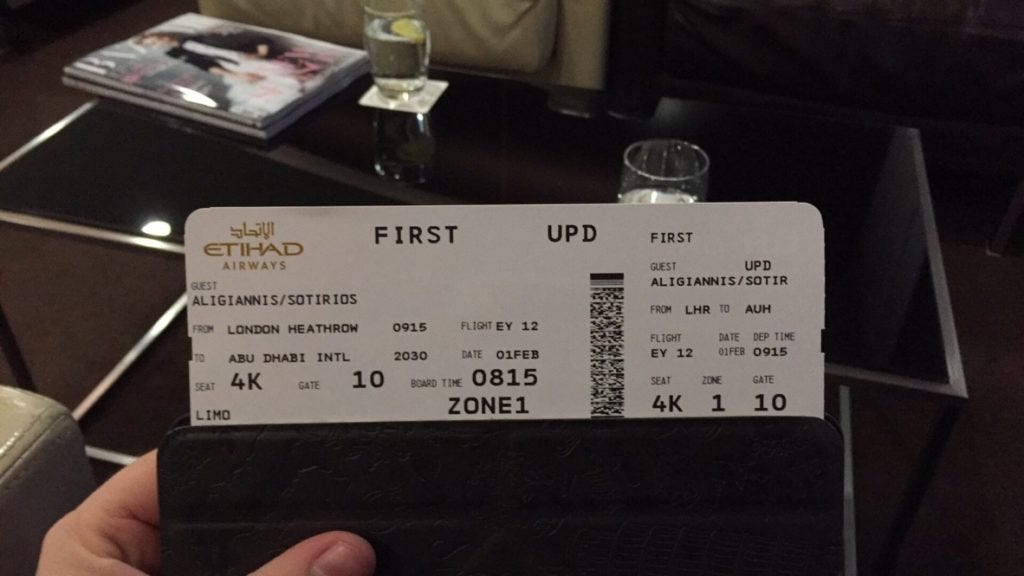 الإتحاد
ETIHAD
AIRWAYS
FIRST UPD
GUEST
ALIGIANNIS/SOTIRIOS
FROM LONDON HEATHROW 0915 FLIGHT EY 12
TO ABU DHABI INTL 2030 DATE 01FEB
SEAT 4K GATE 10 BOARD TIME 0815
LIMO ZONE1
FIRST
GUEST UPD
ALIGIANNIS/SOTIR
FROM LHR TO AUH
FLIGHT DATE DEP TIME
EY 12 01FEB 0915
SEAT ZONE GATE
4K 1 10